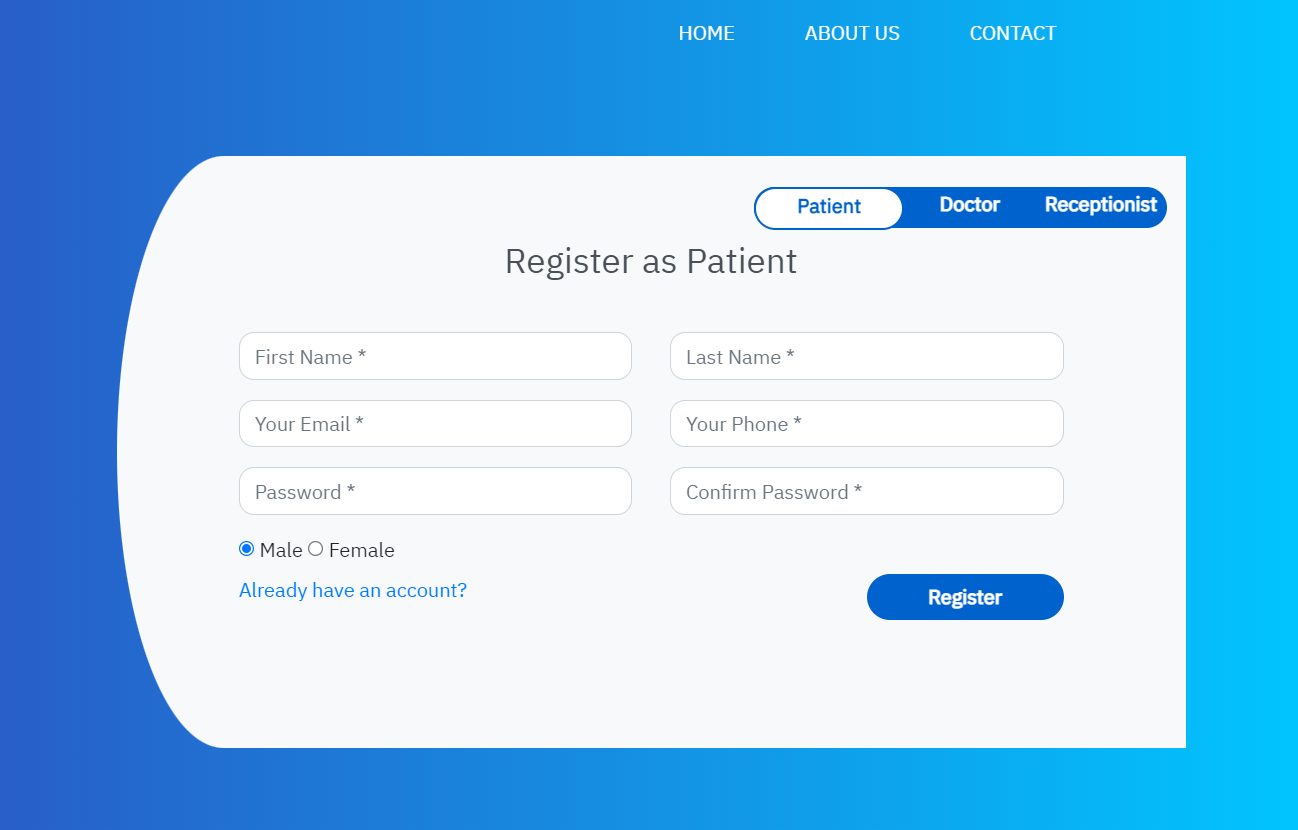 HOME ABOUT US CONTACT
Patient Doctor Receptionist
Register as Patient
First Name * Last Name *
Your Email * Your Phone *
Password * Confirm Password *
Male Female
Already have an account?
Register